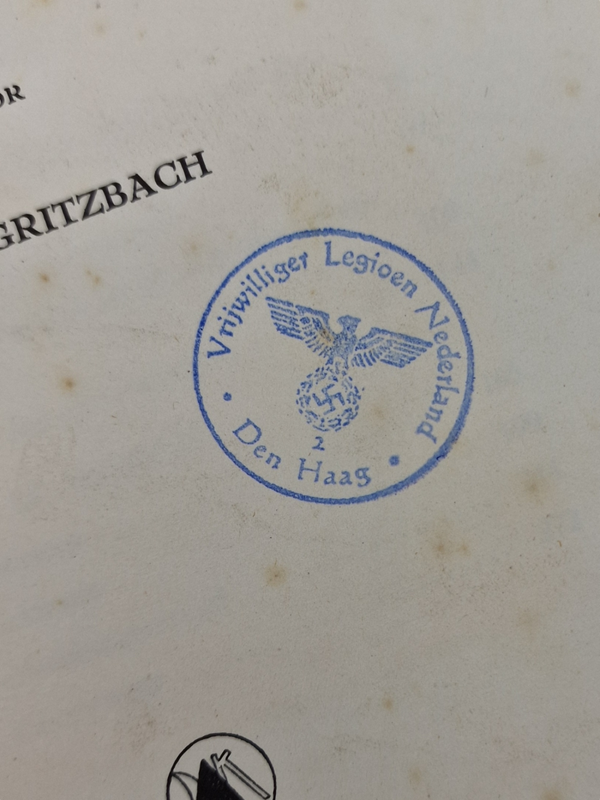 OR
GRITZBACH
Vrijwilliger Legioen Nederland
2
• Den Haag •
K